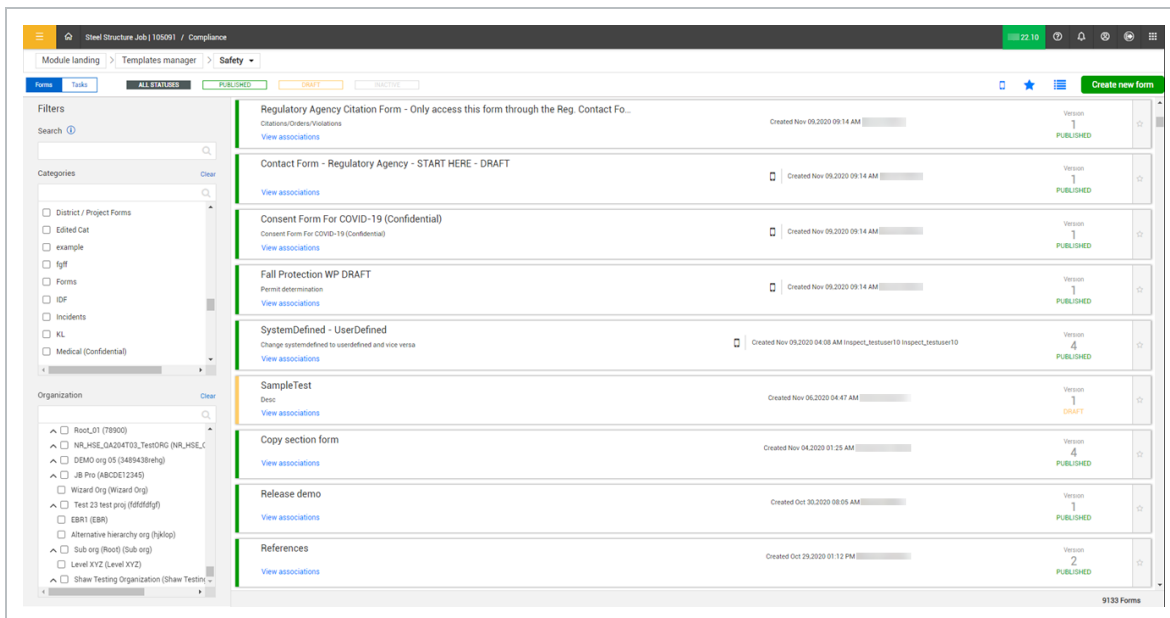 Steel Structure Job | 105091 / Compliance
22.10
Module landing > Templates manager > Safety
Forms Tasks ALL STATUSES PUBLISHED DRAFT INACTIVE Create new form
Filters
Search
Categories Clear
District / Project Forms
Edited Cat
example
fgff
Forms
IDF
Incidents
KL
Medical (Confidential)
Organization Clear
Root_01 (78900)
NR_HSE_QA204T03_TestORG (NR_HSE_
DEMO org 05 (3489438rehg)
JB Pro (ABCDE12345)
Wizard Org (Wizard Org)
Test 23 test proj (fdfdfdfgf)
EBR1 (EBR)
Alternative hierarchy org (hjklop)
Sub org (Root) (Sub org)
Level XYZ (Level XYZ)
Shaw Testing Organization (Shaw Testing
Regulatory Agency Citation Form - Only access this form through the Reg. Contact Fo...
Citations/Orders/Violations
View associations
Created Nov 09,2020 09:14 AM
Version
1
PUBLISHED
Contact Form - Regulatory Agency - START HERE - DRAFT
View associations
Created Nov 09,2020 09:14 AM
Version
1
PUBLISHED
Consent Form For COVID-19 (Confidential)
Consent Form For COVID-19 (Confidential)
View associations
Created Nov 09,2020 09:14 AM
Version
1
PUBLISHED
Fall Protection WP DRAFT
Permit determination
View associations
Created Nov 09,2020 09:14 AM
Version
1
PUBLISHED
SystemDefined - UserDefined
Change systemdefined to userdefined and vice versa
View associations
Created Nov 09,2020 04:08 AM Inspect_testuser10 Inspect_testuser10
Version
4
PUBLISHED
SampleTest
Desc
View associations
Created Nov 06,2020 04:47 AM
Version
1
DRAFT
Copy section form
View associations
Created Nov 04,2020 01:25 AM
Version
4
PUBLISHED
Release demo
View associations
Created Oct 30,2020 08:05 AM
Version
1
PUBLISHED
References
View associations
Created Oct 29,2020 01:12 PM
Version
2
PUBLISHED
9133 Forms